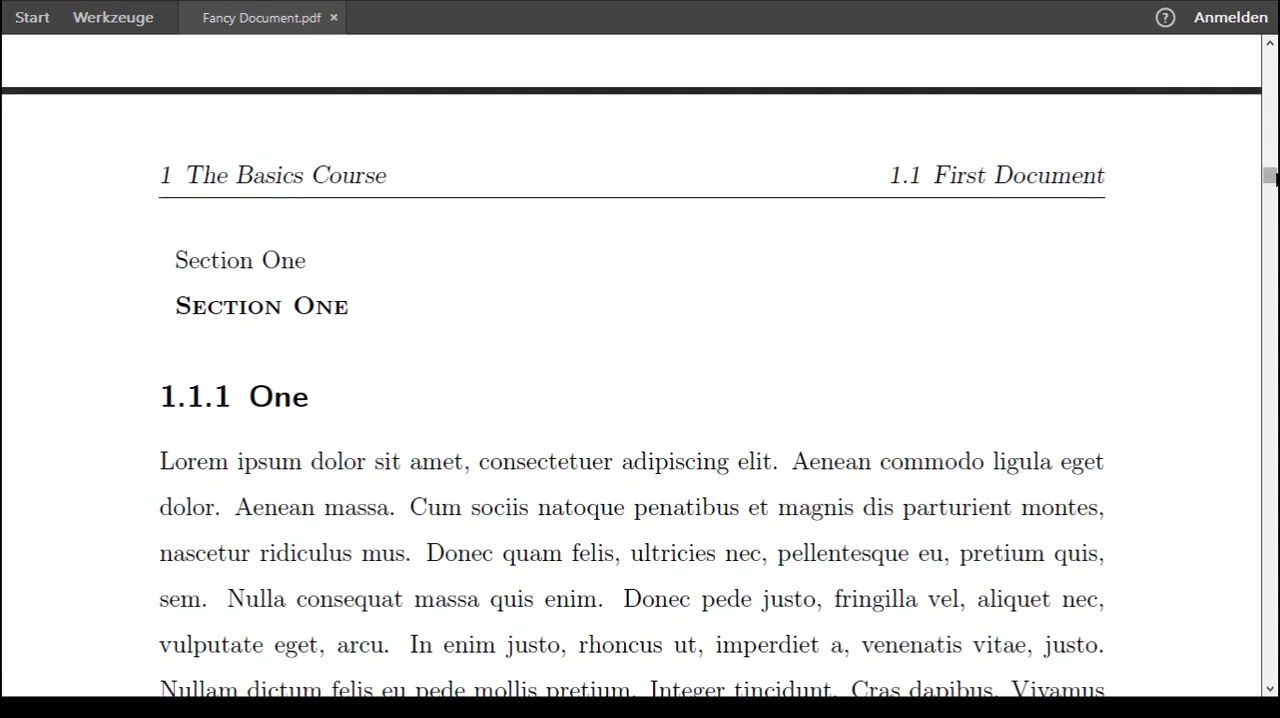 Start Werkzeuge Fancy Document.pdf × ? Anmelden
1 The Basics Course 1.1 First Document
Section One
SECTION ONE
1.1.1 One
Lorem ipsum dolor sit amet, consectetuer adipiscing elit. Aenean commodo ligula eget
dolor. Aenean massa. Cum sociis natoque penatibus et magnis dis parturient montes,
nascetur ridiculus mus. Donec quam felis, ultricies nec, pellentesque eu, pretium quis,
sem. Nulla consequat massa quis enim. Donec pede justo, fringilla vel, aliquet nec,
vulputate eget, arcu. In enim justo, rhoncus ut, imperdiet a, venenatis vitae, justo.
Nullam dictum felis eu pede mollis pretium. Integer tincidunt. Cras dapibus. Vivamus